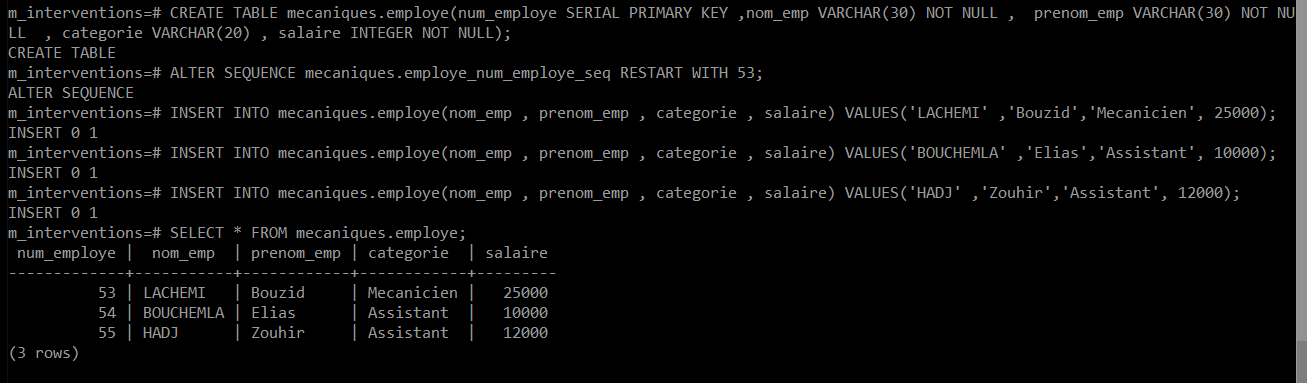 m_interventions=# CREATE TABLE mecaniques.employe(num_employe SERIAL PRIMARY KEY ,nom_emp VARCHAR(30) NOT NULL ,  prenom_emp VARCHAR(30) NOT NU
LL  , categorie VARCHAR(20) , salaire INTEGER NOT NULL);
CREATE TABLE
m_interventions=# ALTER SEQUENCE mecaniques.employe_num_employe_seq RESTART WITH 53;
ALTER SEQUENCE
m_interventions=# INSERT INTO mecaniques.employe(nom_emp , prenom_emp , categorie , salaire) VALUES('LACHEMI' ,'Bouzid','Mecanicien', 25000);
INSERT 0 1
m_interventions=# INSERT INTO mecaniques.employe(nom_emp , prenom_emp , categorie , salaire) VALUES('BOUCHEMLA' ,'Elias','Assistant', 10000);
INSERT 0 1
m_interventions=# INSERT INTO mecaniques.employe(nom_emp , prenom_emp , categorie , salaire) VALUES('HADJ' ,'Zouhir','Assistant', 12000);
INSERT 0 1
m_interventions=# SELECT * FROM mecaniques.employe;
 num_employe |  nom_emp  | prenom_emp | categorie  | salaire
-------------+-----------+------------+------------+---------
          53 | LACHEMI   | Bouzid     | Mecanicien |   25000
          54 | BOUCHEMLA | Elias      | Assistant  |   10000
          55 | HADJ      | Zouhir     | Assistant  |   12000
(3 rows)